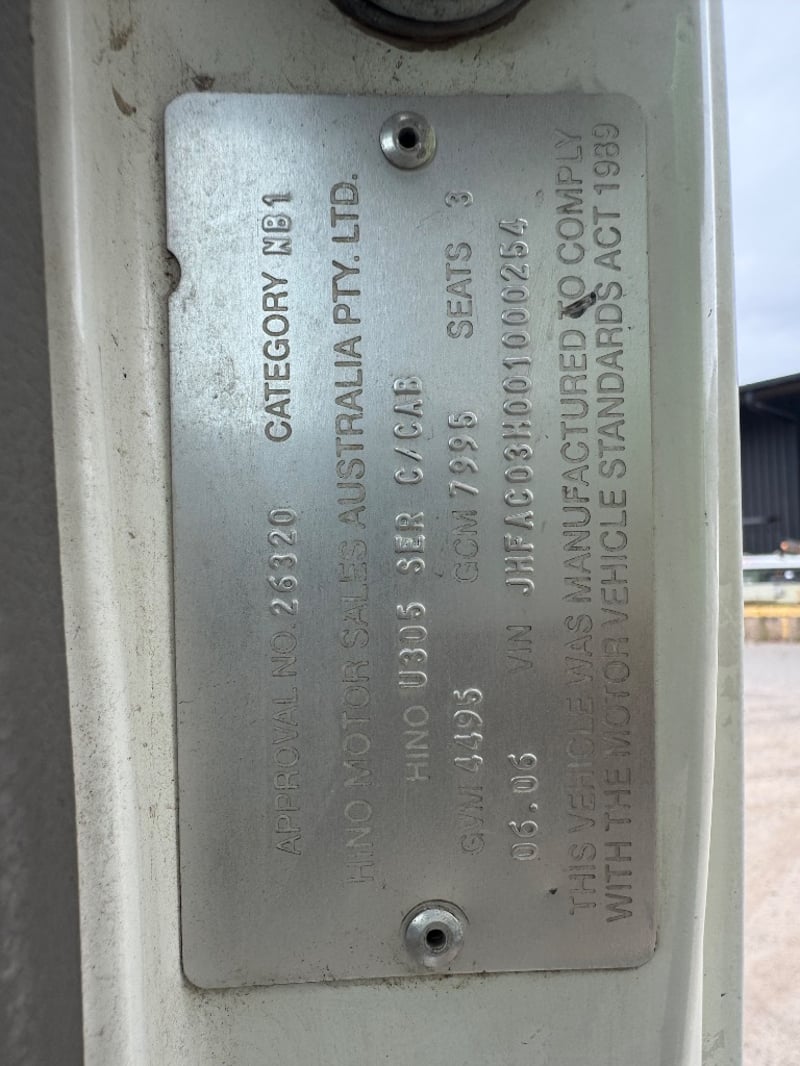 APPROVAL NO. 26320 CATEGORY NB1
HINO MOTOR SALES AUSTRALIA PTY. LTD.
HINO U305 SER C/CAB
GVM 4495 GCM 7995 SEATS 3
06.06 VIN JHFAC03H001000254
THIS VEHICLE WAS MANUFACTURED TO COMPLY
WITH THE MOTOR VEHICLE STANDARDS ACT 1989